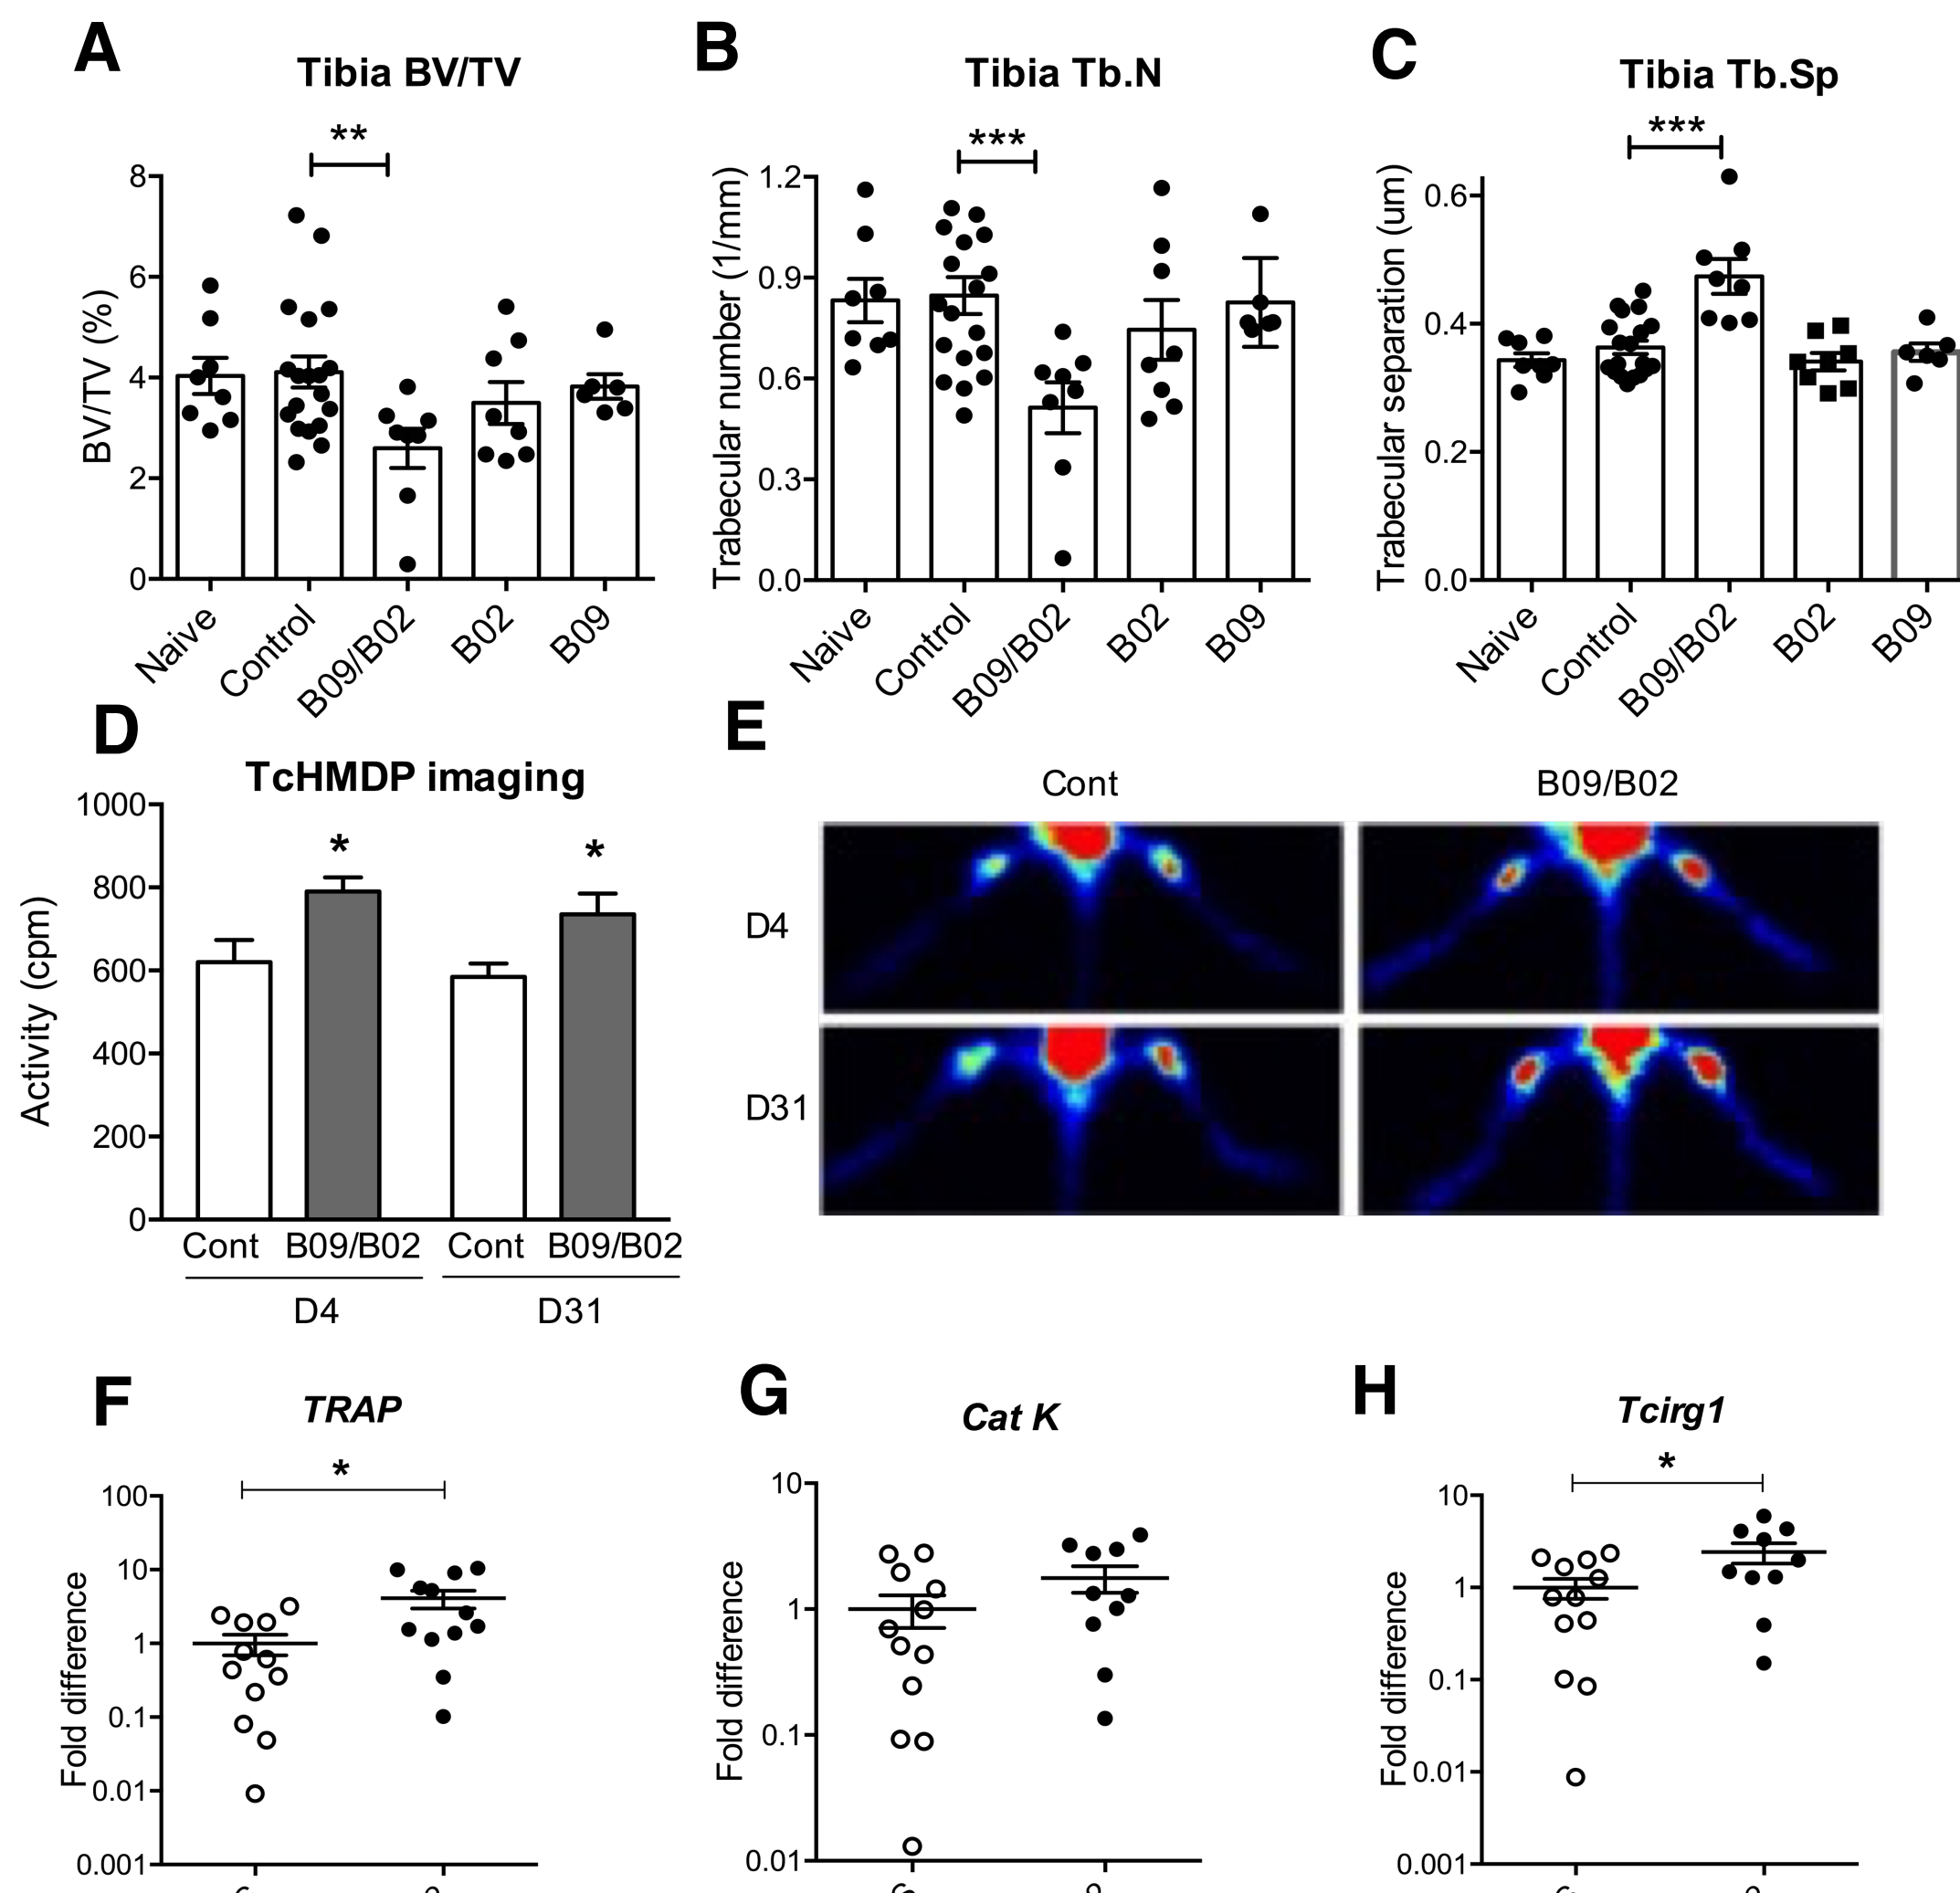 A
Tibia BV/TV
**
BV/TV (%)
8
6
4
2
0
Naive
Control
B09/B02
B02
B09
B
Tibia Tb.N
***
Trabecular number (1/mm)
1.2
0.9
0.6
0.3
0.0
Naive
Control
B09/B02
B02
B09
C
Tibia Tb.Sp
***
Trabecular separation (um)
0.6
0.4
0.2
0.0
Naive
Control
B09/B02
B02
B09
D
TcHMDP imaging
Activity (cpm)
1000
800
600
400
200
0
*
*
Cont B09/B02 Cont B09/B02
D4 D31
E
Cont B09/B02
D4
D31
F
TRAP
*
Fold difference
100
10
1
0.1
0.01
0.001
G
Cat K
Fold difference
10
1
0.1
0.01
H
Tcirg1
*
Fold difference
10
1
0.1
0.01
0.001